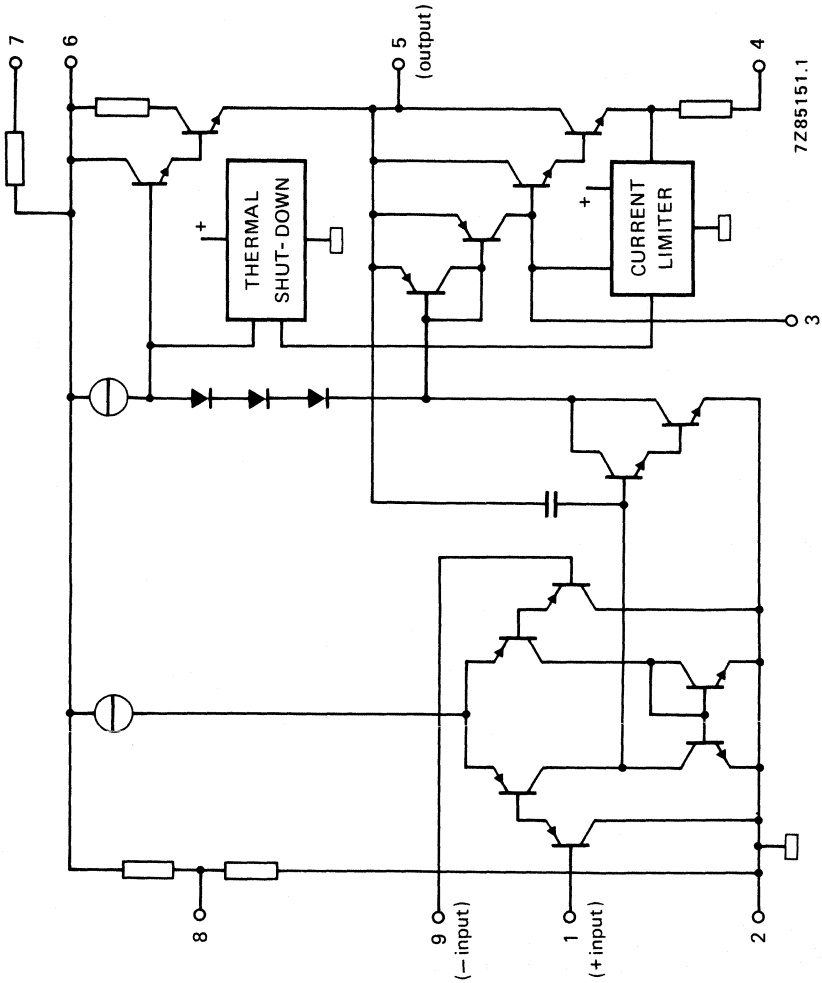 7
6
5
(output)
4
7Z85151.1
+
THERMAL
SHUT-DOWN
+
CURRENT
LIMITER
3
8
9
(– input)
1
(+ input)
2